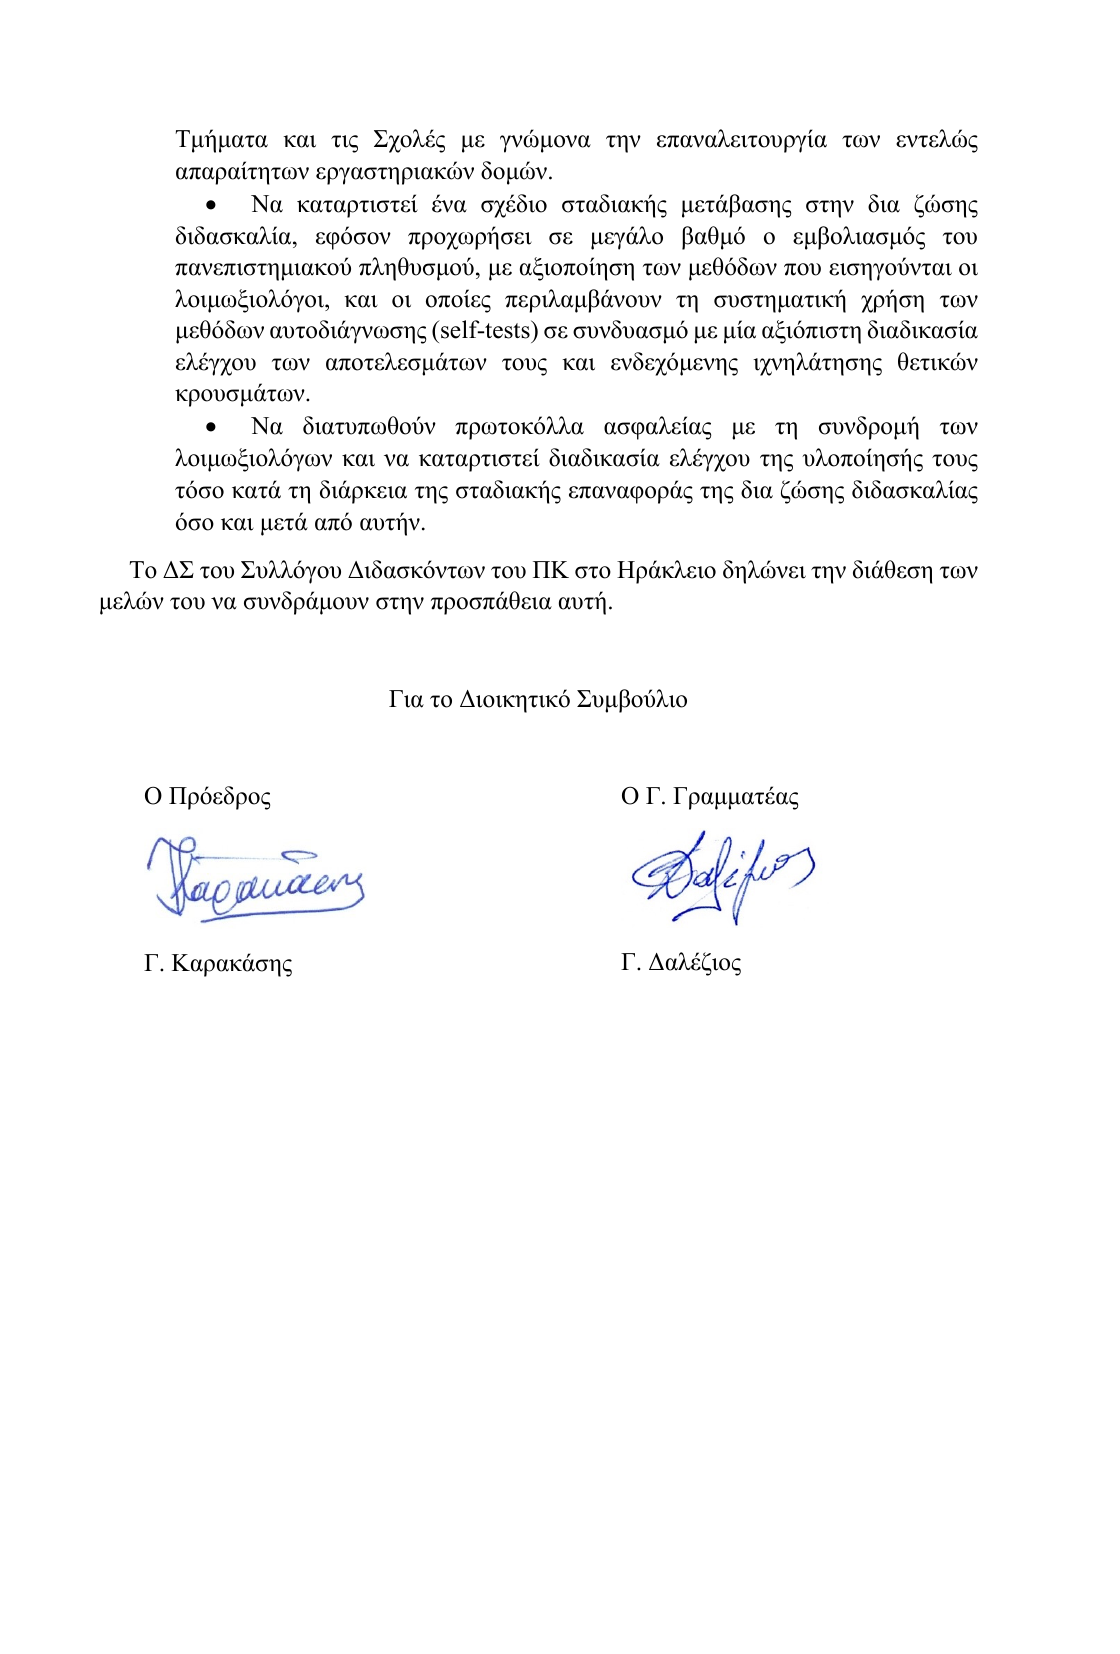 Τμήματα και τις Σχολές με γνώμονα την επαναλειτουργία των εντελώς
απαραίτητων εργαστηριακών δομών.
• Να καταρτιστεί ένα σχέδιο σταδιακής μετάβασης στην δια ζώσης
διδασκαλία, εφόσον προχωρήσει σε μεγάλο βαθμό ο εμβολιασμός του
πανεπιστημιακού πληθυσμού, με αξιοποίηση των μεθόδων που εισηγούνται οι
λοιμωξιολόγοι, και οι οποίες περιλαμβάνουν τη συστηματική χρήση των
μεθόδων αυτοδιάγνωσης (self-tests) σε συνδυασμό με μία αξιόπιστη διαδικασία
ελέγχου των αποτελεσμάτων τους και ενδεχόμενης ιχνηλάτησης θετικών
κρουσμάτων.
• Να διατυπωθούν πρωτοκόλλα ασφαλείας με τη συνδρομή των
λοιμωξιολόγων και να καταρτιστεί διαδικασία ελέγχου της υλοποίησής τους
τόσο κατά τη διάρκεια της σταδιακής επαναφοράς της δια ζώσης διδασκαλίας
όσο και μετά από αυτήν.
Το ΔΣ του Συλλόγου Διδασκόντων του ΠΚ στο Ηράκλειο δηλώνει την διάθεση των
μελών του να συνδράμουν στην προσπάθεια αυτή.
Για το Διοικητικό Συμβούλιο
Ο Πρόεδρος Ο Γ. Γραμματέας
Γ. Καρακάσης Γ. Δαλέζιος